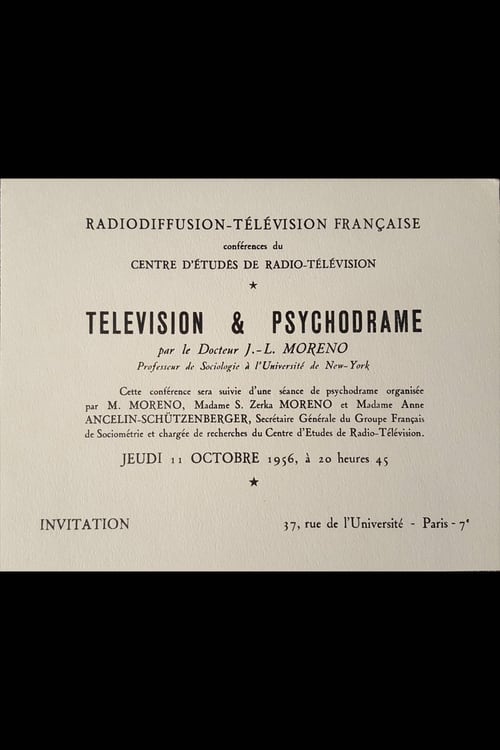 RADIODIFFUSION-TÉLÉVISION FRANÇAISE
conférences du
CENTRE D'ÉTUDES DE RADIO-TÉLÉVISION
★
TELEVISION & PSYCHODRAME
par le Docteur J.-L. MORENO
Professeur de Sociologie à l'Université de New-York
Cette conférence sera suivie d'une séance de psychodrame organisée
par M. MORENO, Madame S. Zerka MORENO et Madame Anne
ANCELIN-SCHÜTZENBERGER, Secrétaire Générale du Groupe Français
de Sociométrie et chargée de recherches du Centre d'Etudes de Radio-Télévision.
JEUDI 11 OCTOBRE 1956, à 20 heures 45
★
INVITATION 37, rue de l'Université - Paris - 7e